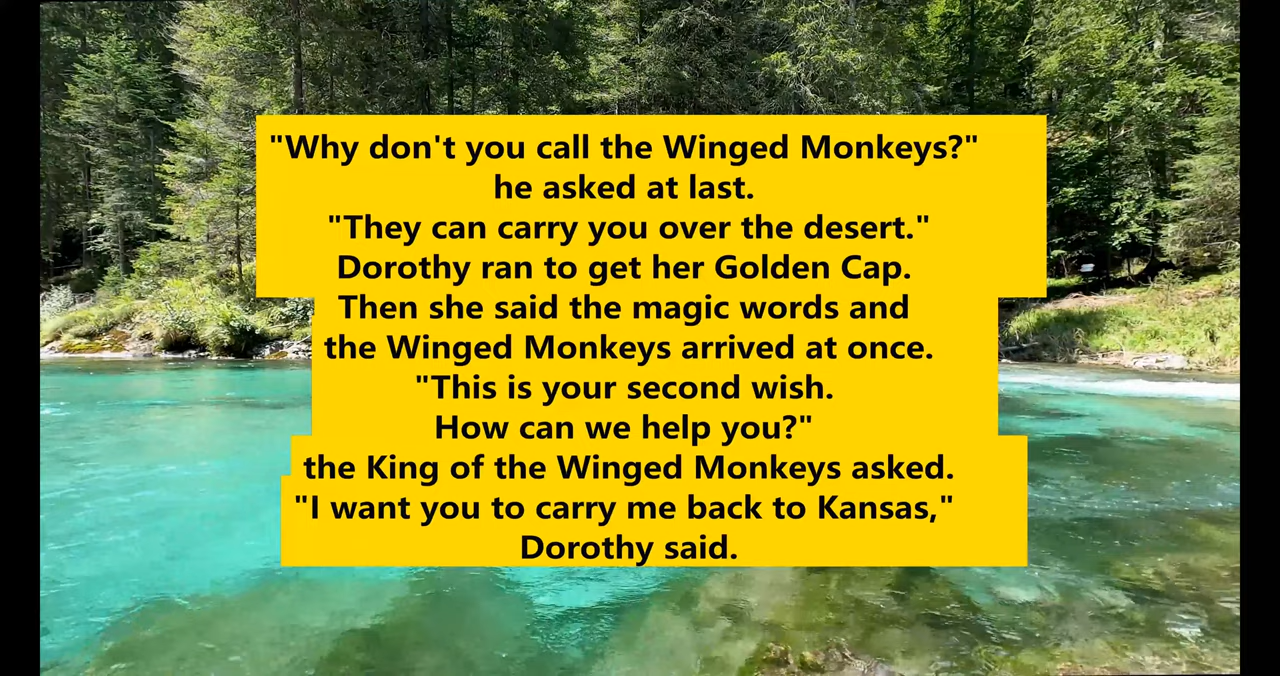 "Why don't you call the Winged Monkeys?"
he asked at last.
"They can carry you over the desert."
Dorothy ran to get her Golden Cap.
Then she said the magic words and
the Winged Monkeys arrived at once.
"This is your second wish.
How can we help you?"
the King of the Winged Monkeys asked.
"I want you to carry me back to Kansas,"
Dorothy said.